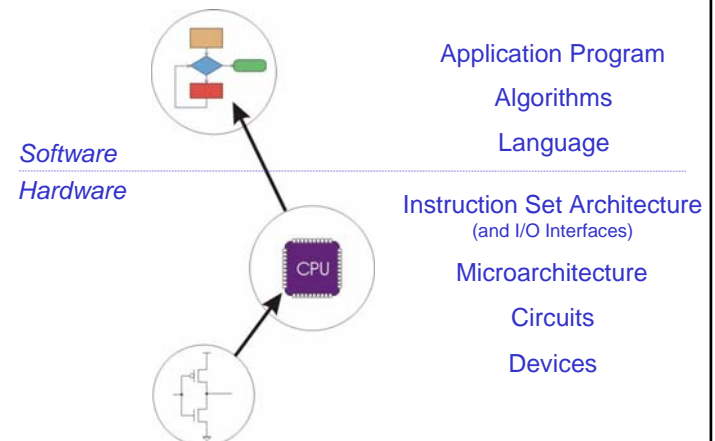 Application Program
Algorithms
Language
Software
Hardware
Instruction Set Architecture
(and I/O Interfaces)
CPU
Microarchitecture
Circuits
Devices